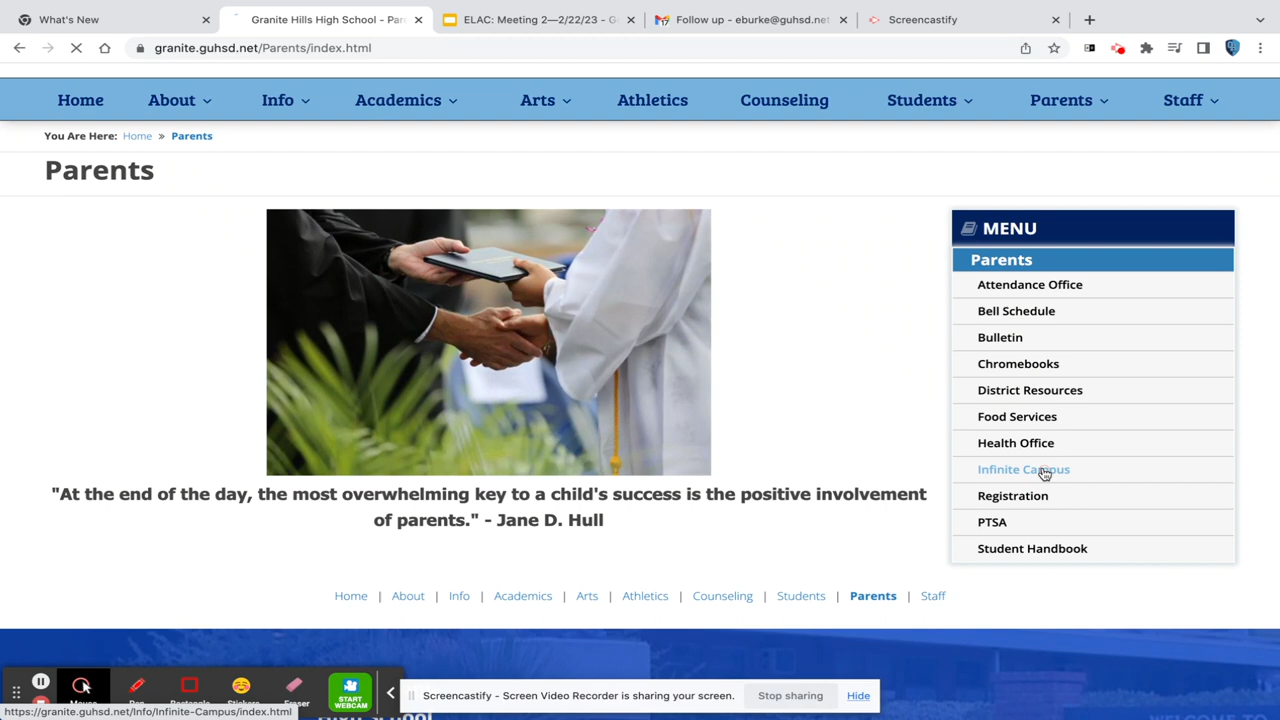 What's New
Granite Hills High School - Par
ELAC: Meeting 2—2/22/23 - G
Follow up - eburke@guhsd.net
Screencastify
granite.guhsd.net/Parents/index.html
Home About Info Academics Arts Athletics Counseling Students Parents Staff
You Are Here: Home » Parents
Parents
MENU
Parents
Attendance Office
Bell Schedule
Bulletin
Chromebooks
District Resources
Food Services
Health Office
Infinite Campus
Registration
PTSA
Student Handbook
"At the end of the day, the most overwhelming key to a child's success is the positive involvement
of parents." - Jane D. Hull
Home | About | Info | Academics | Arts | Athletics | Counseling | Students | Parents | Staff
START
WEBCAM
Screencastify - Screen Video Recorder is sharing your screen. Stop sharing Hide
Mouse Pen Rectangle Stickers Eraser
https://granite.guhsd.net/Info/Infinite-Campus/index.html